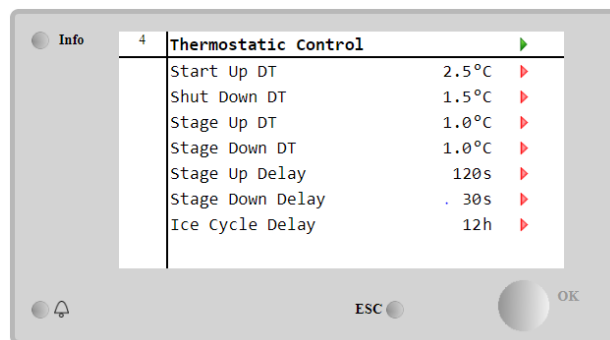 Info
4 Thermostatic Control
Start Up DT 2.5°C
Shut Down DT 1.5°C
Stage Up DT 1.0°C
Stage Down DT 1.0°C
Stage Up Delay 120s
Stage Down Delay . 30s
Ice Cycle Delay 12h
ESC
OK